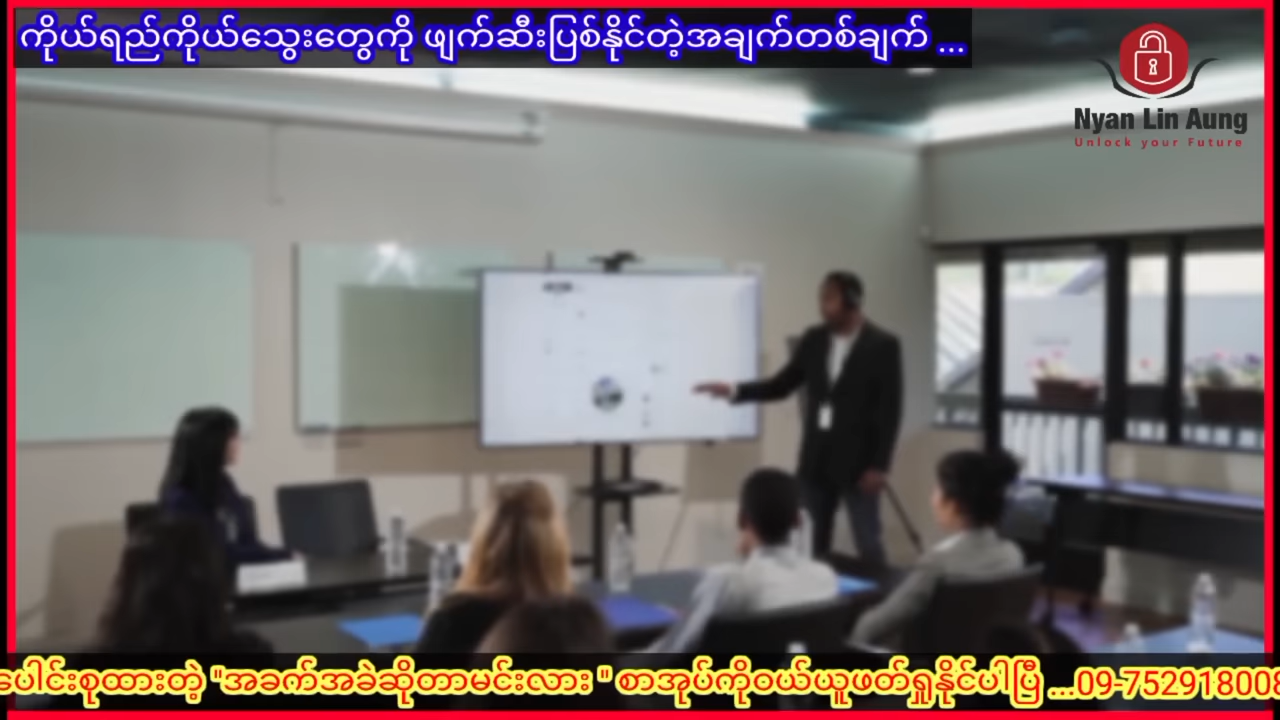 ကိုယ်ရည်ကိုယ်သွေးတွေကို ဖျက်ဆီးပြစ်နိုင်တဲ့အချက်တစ်ချက် ...
Nyan Lin Aung
Unlock your Future
ပေါင်းစုထားတဲ့ "အခက်အခဲဆိုတာမင်းလား " စာအုပ်ကိုဝယ်ယူဖတ်ရှုနိုင်ပါပြီ ...09-752918008